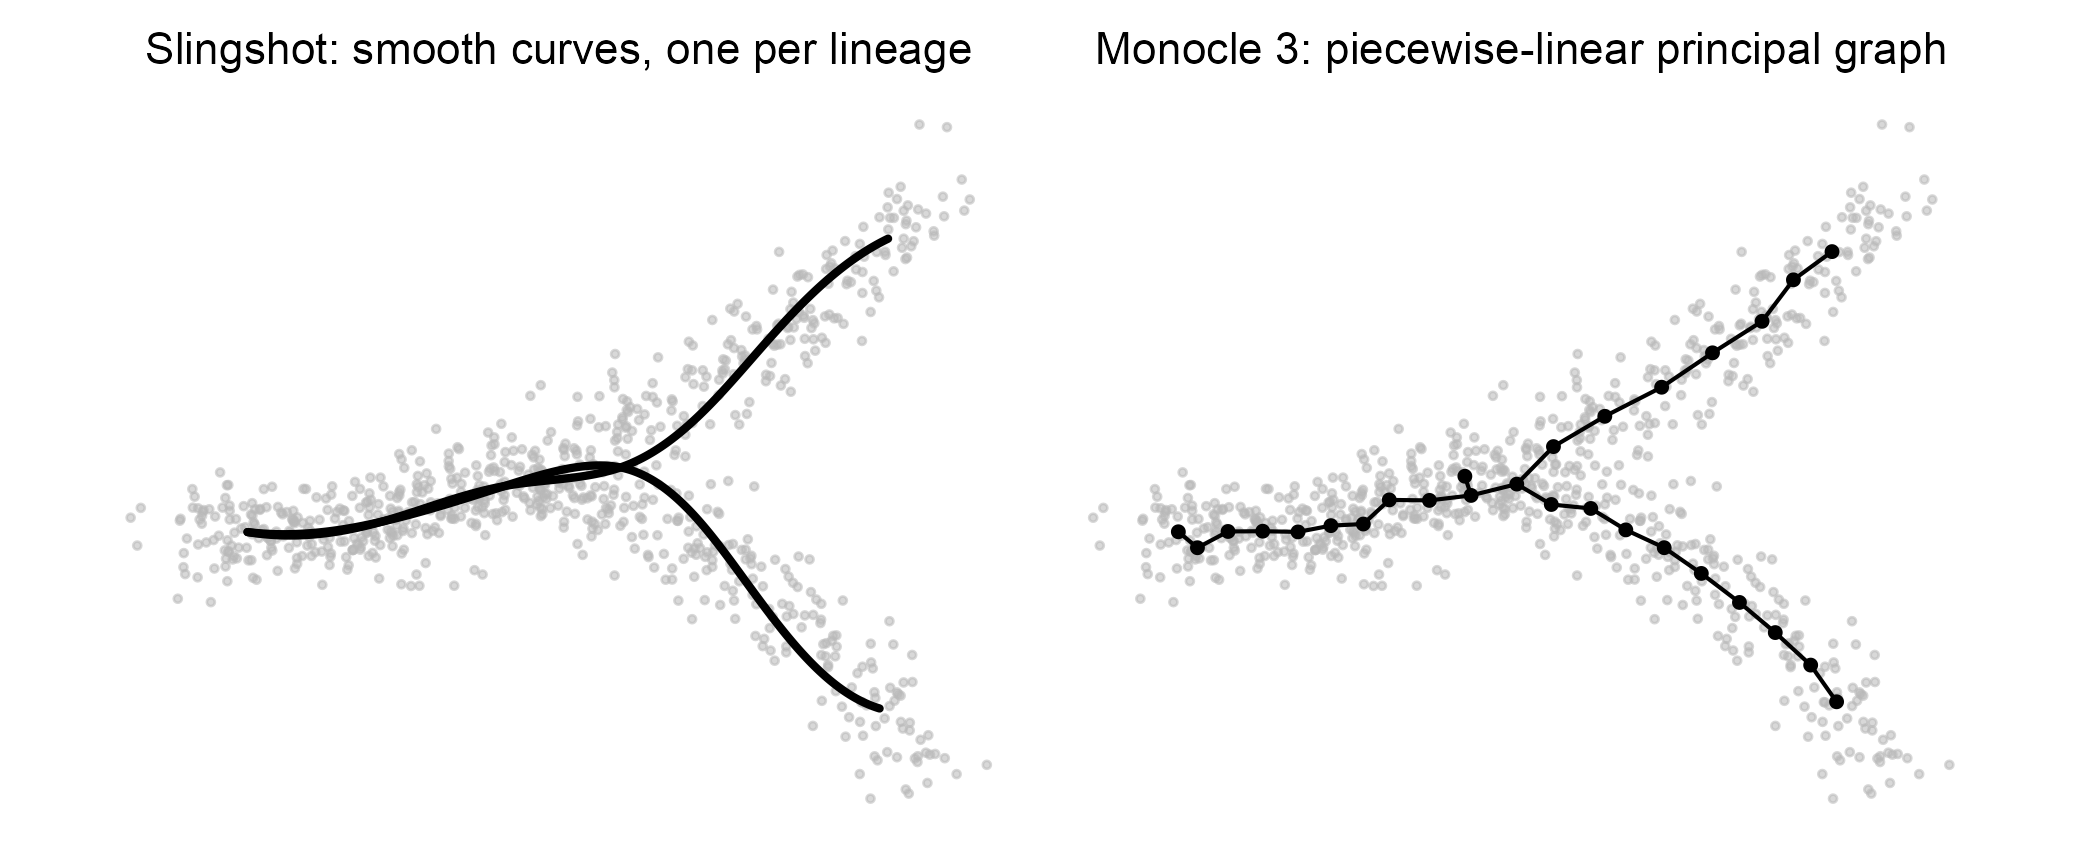 Slingshot: smooth curves, one per lineage
Monocle 3: piecewise-linear principal graph